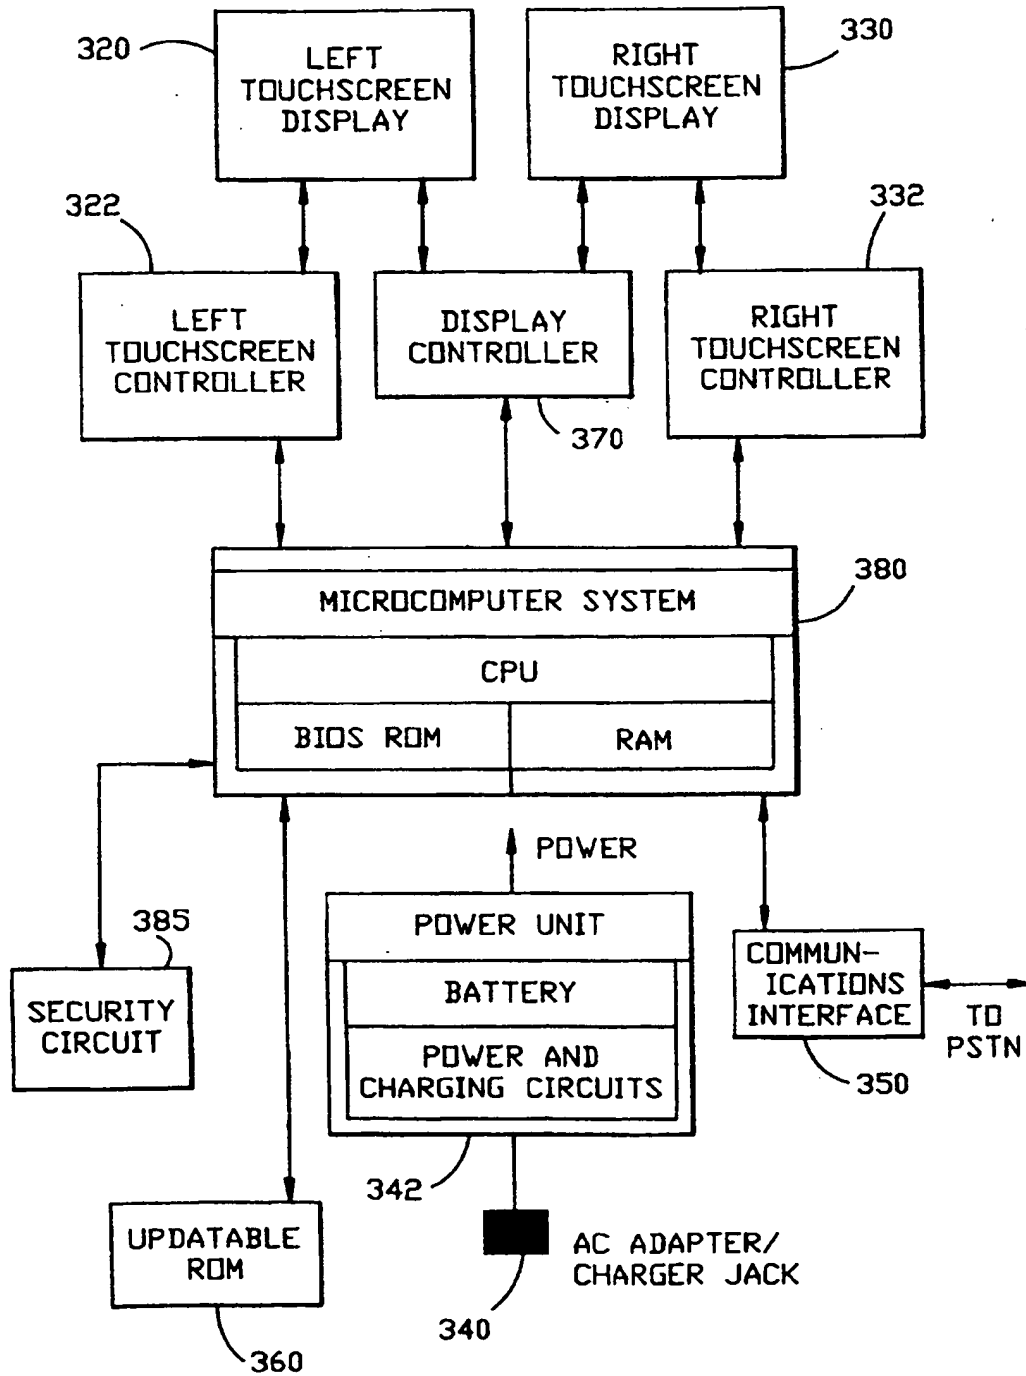 320
LEFT
TOUCHSCREEN
DISPLAY
RIGHT
TOUCHSCREEN
DISPLAY
330
322
LEFT
TOUCHSCREEN
CONTROLLER
DISPLAY
CONTROLLER
370
332
RIGHT
TOUCHSCREEN
CONTROLLER
380
MICROCOMPUTER SYSTEM
CPU
BIOS ROM
RAM
POWER
385
SECURITY
CIRCUIT
POWER UNIT
BATTERY
POWER AND
CHARGING CIRCUITS
342
COMMUN-
ICATIONS
INTERFACE
350
TO
PSTN
UPDATABLE
ROM
360
AC ADAPTER/
CHARGER JACK
340